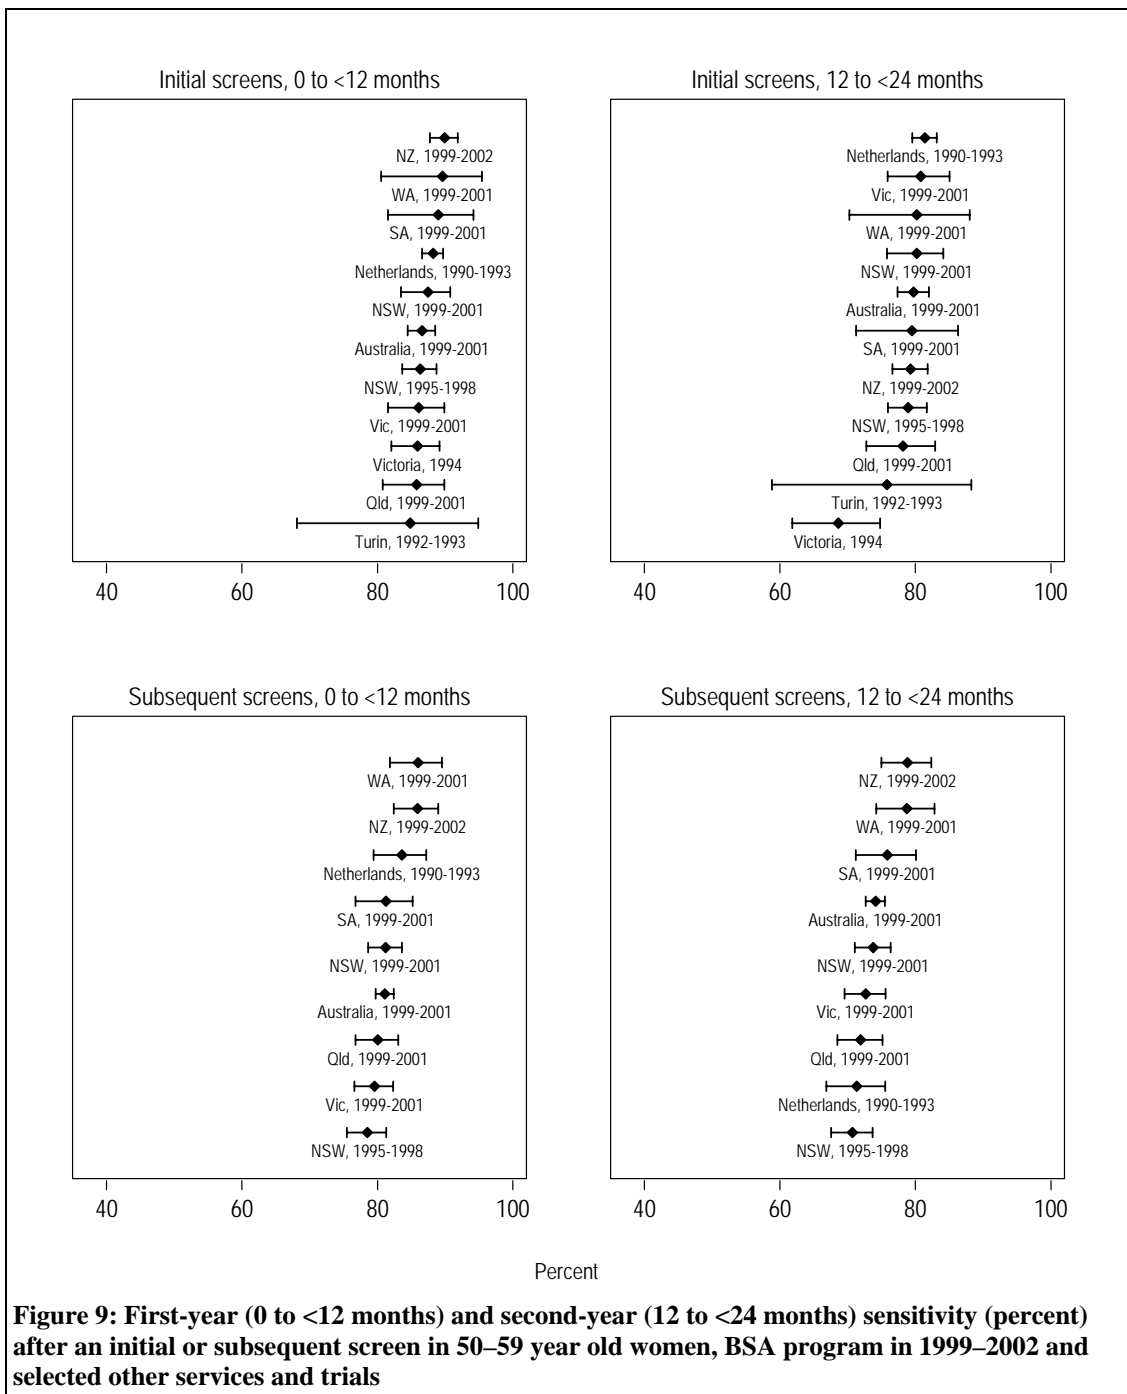 Initial screens, 0 to <12 months
NZ, 1999-2002
WA, 1999-2001
SA, 1999-2001
Netherlands, 1990-1993
NSW, 1999-2001
Australia, 1999-2001
NSW, 1995-1998
Vic, 1999-2001
Victoria, 1994
Qld, 1999-2001
Turin, 1992-1993
40 60 80 100
Initial screens, 12 to <24 months
Netherlands, 1990-1993
Vic, 1999-2001
WA, 1999-2001
NSW, 1999-2001
Australia, 1999-2001
SA, 1999-2001
NZ, 1999-2002
NSW, 1995-1998
Qld, 1999-2001
Turin, 1992-1993
Victoria, 1994
40 60 80 100
Subsequent screens, 0 to <12 months
WA, 1999-2001
NZ, 1999-2002
Netherlands, 1990-1993
SA, 1999-2001
NSW, 1999-2001
Australia, 1999-2001
Qld, 1999-2001
Vic, 1999-2001
NSW, 1995-1998
40 60 80 100
Subsequent screens, 12 to <24 months
NZ, 1999-2002
WA, 1999-2001
SA, 1999-2001
Australia, 1999-2001
NSW, 1999-2001
Vic, 1999-2001
Qld, 1999-2001
Netherlands, 1990-1993
NSW, 1995-1998
40 60 80 100
Percent
Figure 9: First-year (0 to <12 months) and second-year (12 to <24 months) sensitivity (percent)
after an initial or subsequent screen in 50–59 year old women, BSA program in 1999–2002 and
selected other services and trials